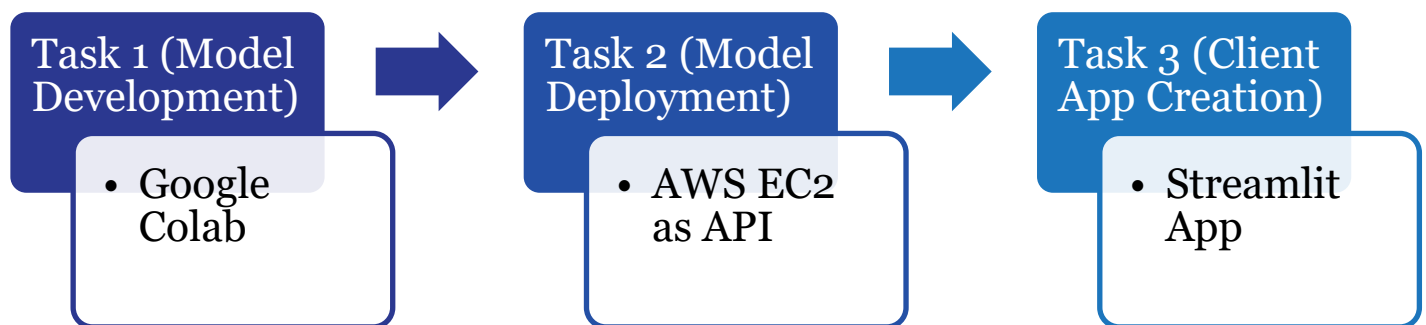 Task 1 (Model
Development)
• Google
Colab
Task 2 (Model
Deployment)
• AWS EC2
as API
Task 3 (Client
App Creation)
• Streamlit
App